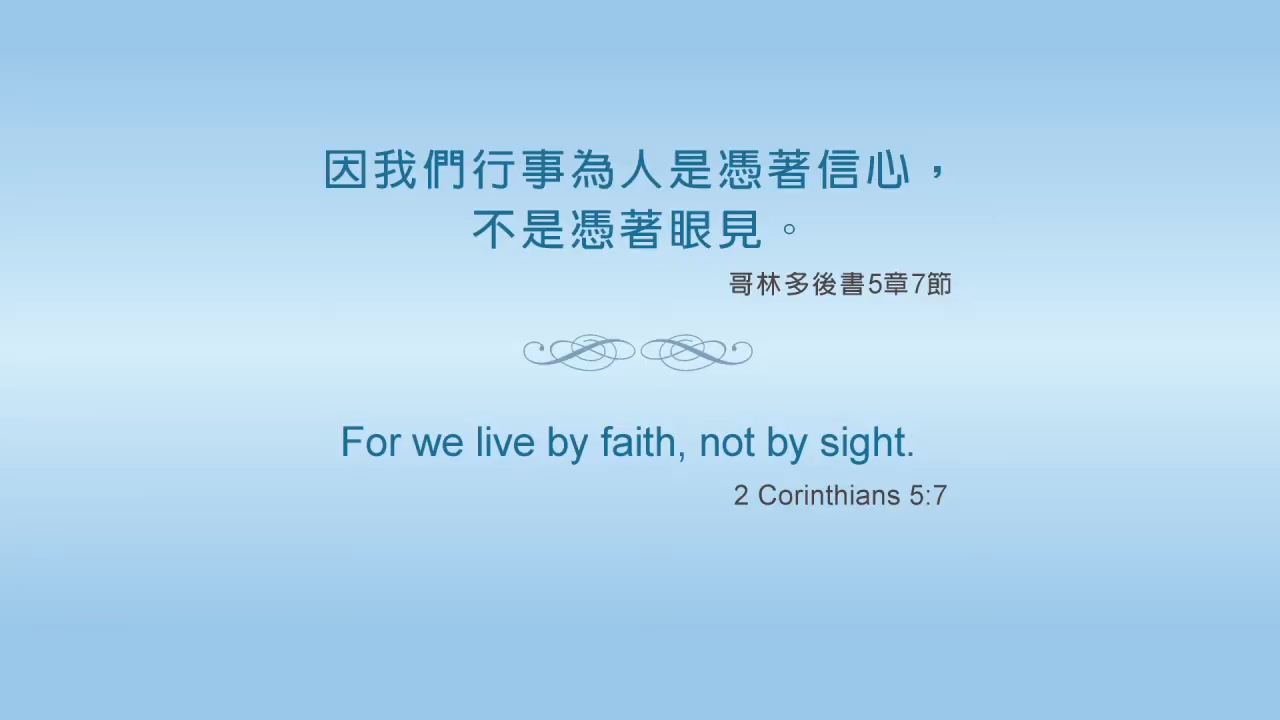 因我們行事為人是憑著信心，
不是憑著眼見。
哥林多後書5章7節
For we live by faith, not by sight.
2 Corinthians 5:7